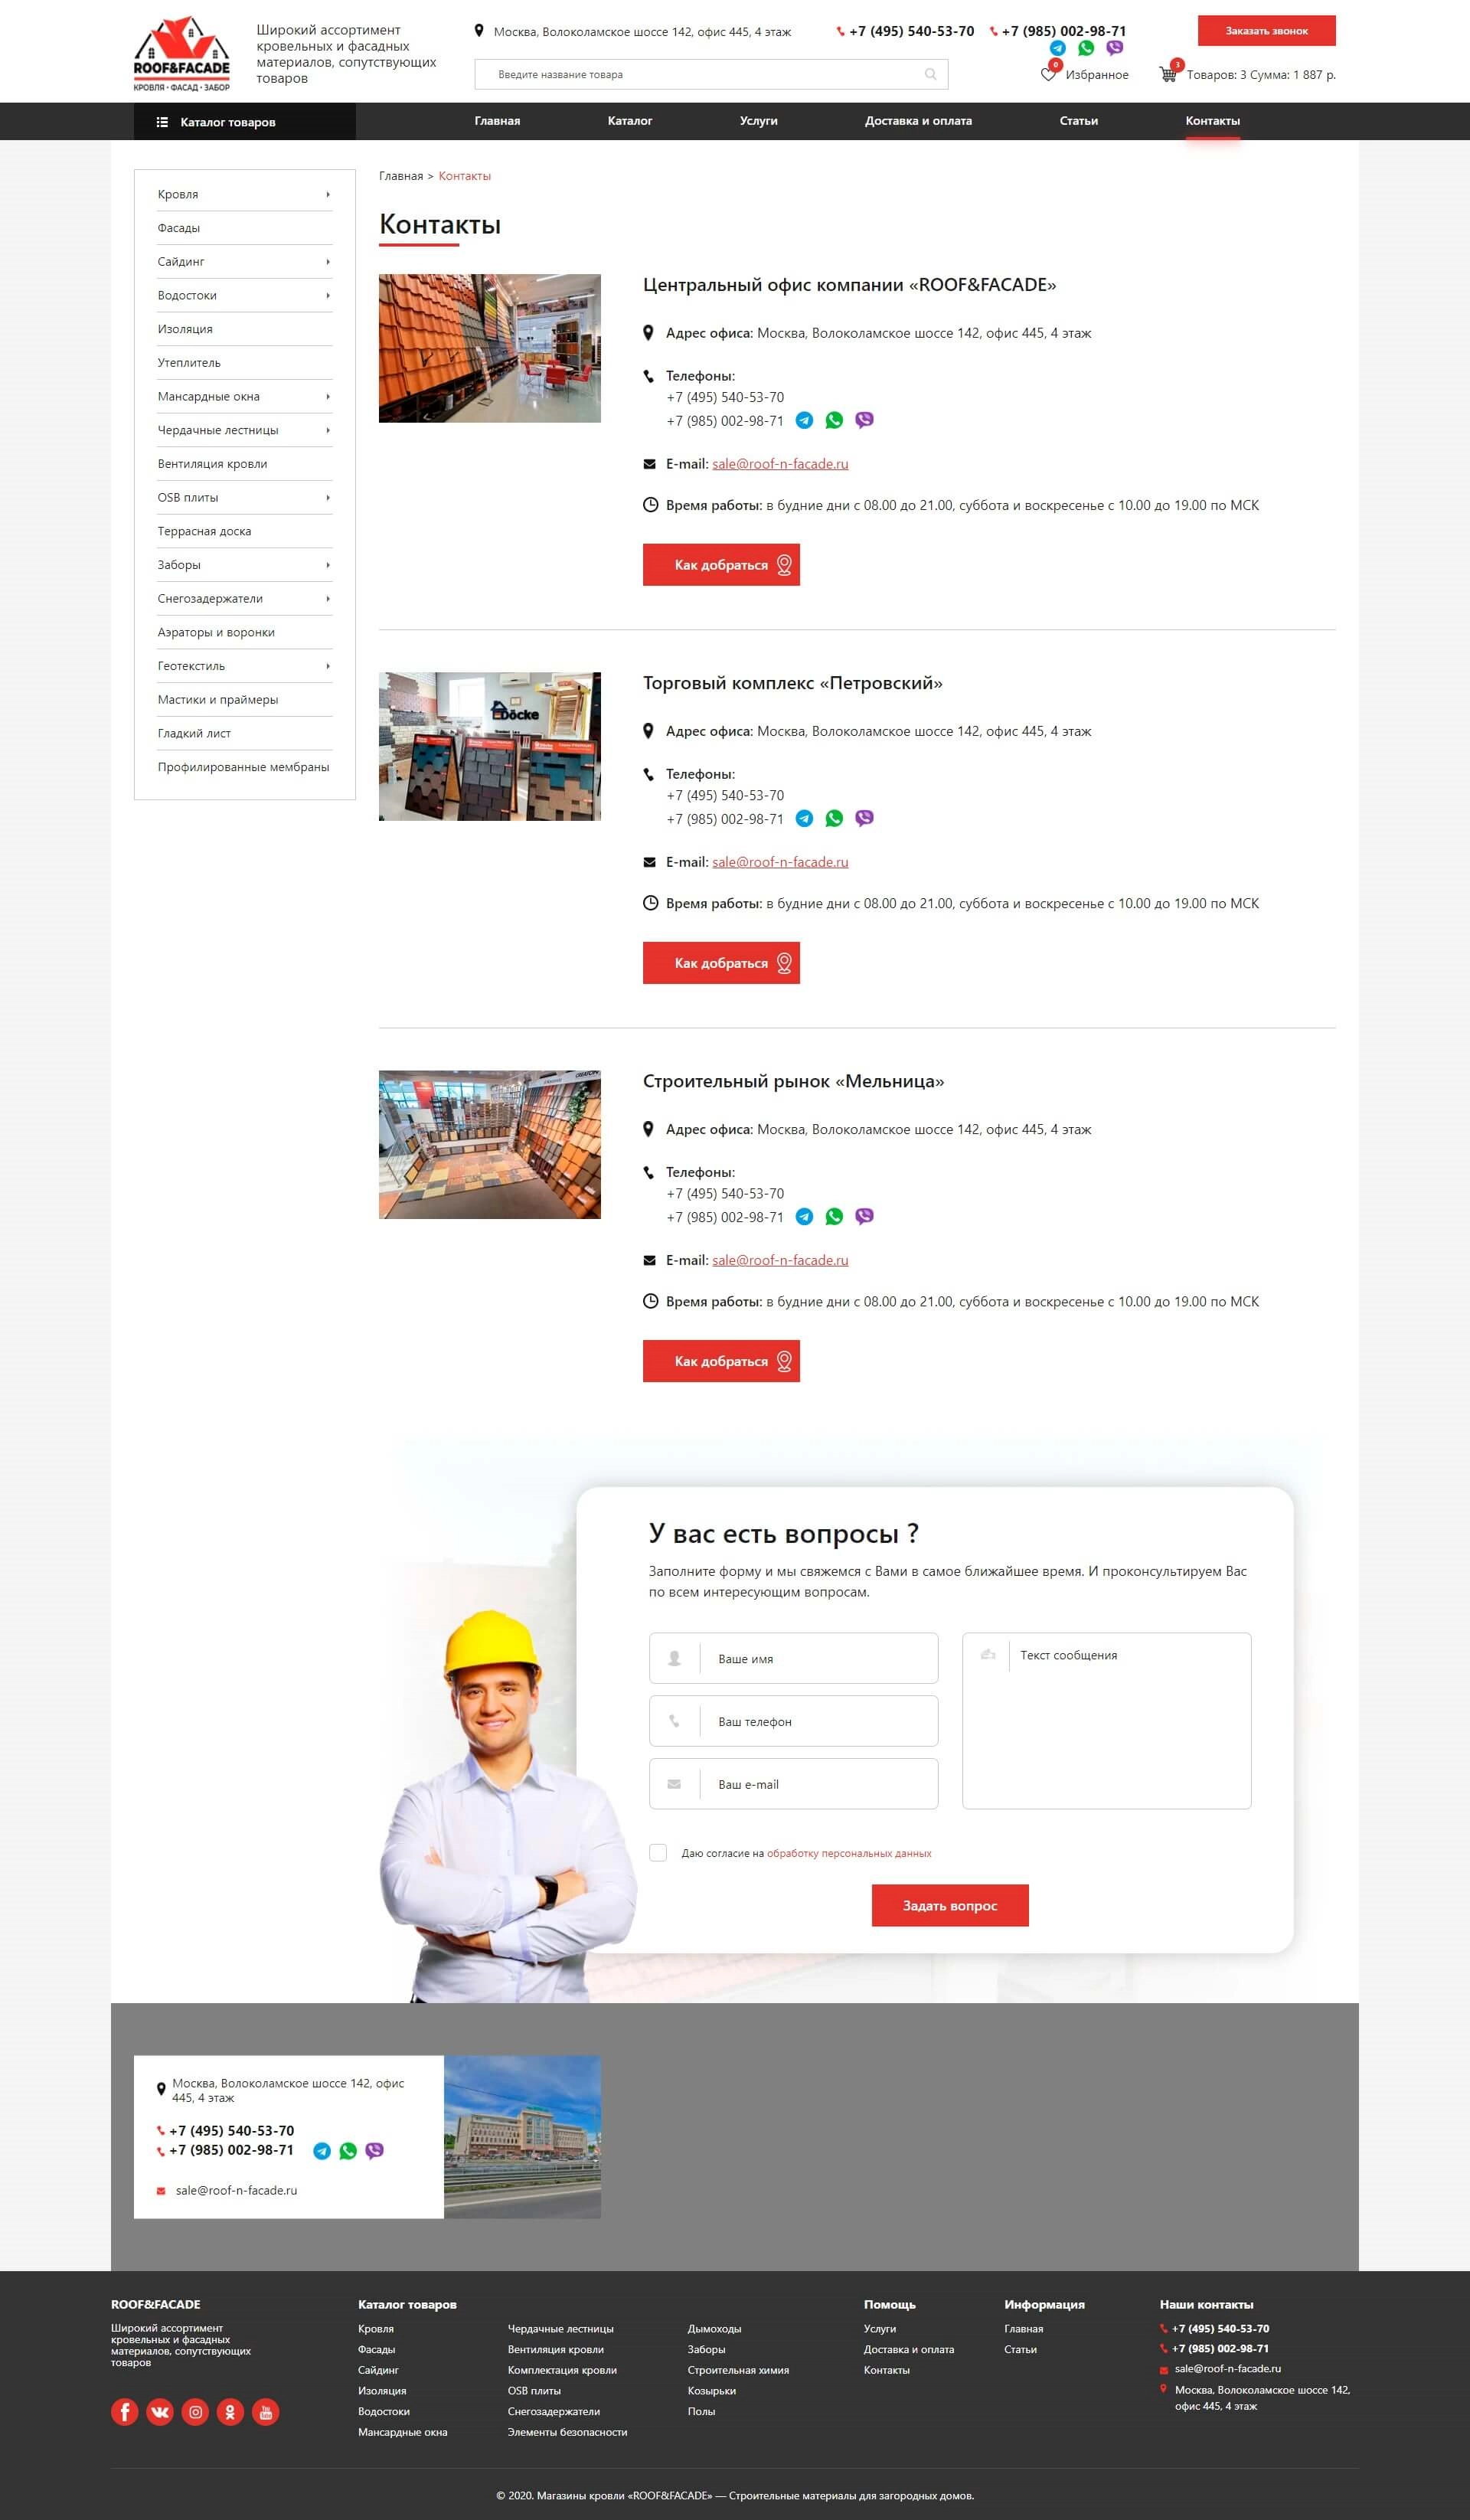 ROOF&FACADE
КРОВЛЯ • ФАСАД • ЗАБОР
Широкий ассортимент
кровельных и фасадных
материалов, сопутствующих
товаров
Москва, Волоколамское шоссе 142, офис 445, 4 этаж
+7 (495) 540-53-70
+7 (985) 002-98-71
Заказать звонок
Введите название товара
0
Избранное
3
Товаров: 3 Сумма: 1 887 р.
Каталог товаров
Главная
Каталог
Услуги
Доставка и оплата
Статьи
Контакты
Кровля
Фасады
Сайдинг
Водостоки
Изоляция
Утеплитель
Мансардные окна
Чердачные лестницы
Вентиляция кровли
OSB плиты
Террасная доска
Заборы
Снегозадержатели
Аэраторы и воронки
Геотекстиль
Мастики и праймеры
Гладкий лист
Профилированные мембраны
Главная > Контакты
Контакты
Центральный офис компании «ROOF&FACADE»
Адрес офиса: Москва, Волоколамское шоссе 142, офис 445, 4 этаж
Телефоны:
+7 (495) 540-53-70
+7 (985) 002-98-71
E-mail: sale@roof-n-facade.ru
Время работы: в будние дни с 08.00 до 21.00, суббота и воскресенье с 10.00 до 19.00 по МСК
Как добраться
Döcke
Торговый комплекс «Петровский»
Адрес офиса: Москва, Волоколамское шоссе 142, офис 445, 4 этаж
Телефоны:
+7 (495) 540-53-70
+7 (985) 002-98-71
E-mail: sale@roof-n-facade.ru
Время работы: в будние дни с 08.00 до 21.00, суббота и воскресенье с 10.00 до 19.00 по МСК
Как добраться
CREATON
Строительный рынок «Мельница»
Адрес офиса: Москва, Волоколамское шоссе 142, офис 445, 4 этаж
Телефоны:
+7 (495) 540-53-70
+7 (985) 002-98-71
E-mail: sale@roof-n-facade.ru
Время работы: в будние дни с 08.00 до 21.00, суббота и воскресенье с 10.00 до 19.00 по МСК
Как добраться
У вас есть вопросы ?
Заполните форму и мы свяжемся с Вами в самое ближайшее время. И проконсультируем Вас
по всем интересующим вопросам.
Ваше имя
Ваш телефон
Ваш e-mail
Текст сообщения
Даю согласие на обработку персональных данных
Задать вопрос
Москва, Волоколамское шоссе 142, офис
445, 4 этаж
+7 (495) 540-53-70
+7 (985) 002-98-71
sale@roof-n-facade.ru
ROOF&FACADE
Широкий ассортимент
кровельных и фасадных
материалов, сопутствующих
товаров
Каталог товаров
Кровля
Фасады
Сайдинг
Изоляция
Водостоки
Мансардные окна
Чердачные лестницы
Вентиляция кровли
Комплектация кровли
OSB плиты
Снегозадержатели
Элементы безопасности
Дымоходы
Заборы
Строительная химия
Козырьки
Полы
Помощь
Услуги
Доставка и оплата
Контакты
Информация
Главная
Статьи
Наши контакты
+7 (495) 540-53-70
+7 (985) 002-98-71
sale@roof-n-facade.ru
Москва, Волоколамское шоссе 142,
офис 445, 4 этаж
© 2020. Магазины кровли «ROOF&FACADE» — Строительные материалы для загородных домов.